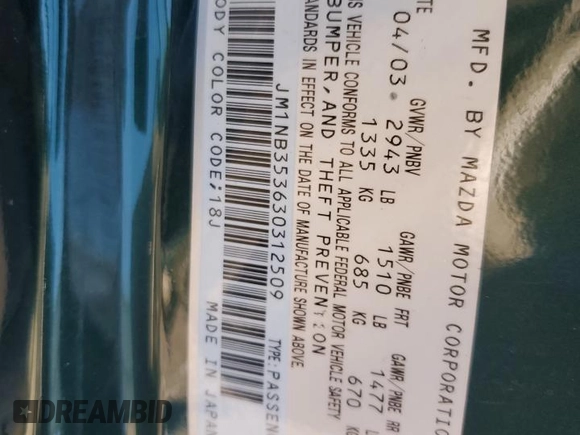 MFD. BY MAZDA MOTOR CORPORATIO
04/03 2943 LB 1510 LB 1477 L
GVWR/PNBV GAWR/PNBE FRT GAWR/PNBE RR
1335 KG 685 KG 670 KG
IS VEHICLE CONFORMS TO ALL APPLICABLE FEDERAL MOTOR VEHICLE SAFETY
BUMPER, AND THEFT PREVENTION
ANDARDS IN EFFECT ON THE DATE OF MANUFACTURE SHOWN ABOVE
JM1NB353630312509 TYPE:PASSEN
ODY COLOR CODE:18J MADE IN JAPAN
DREAMBID